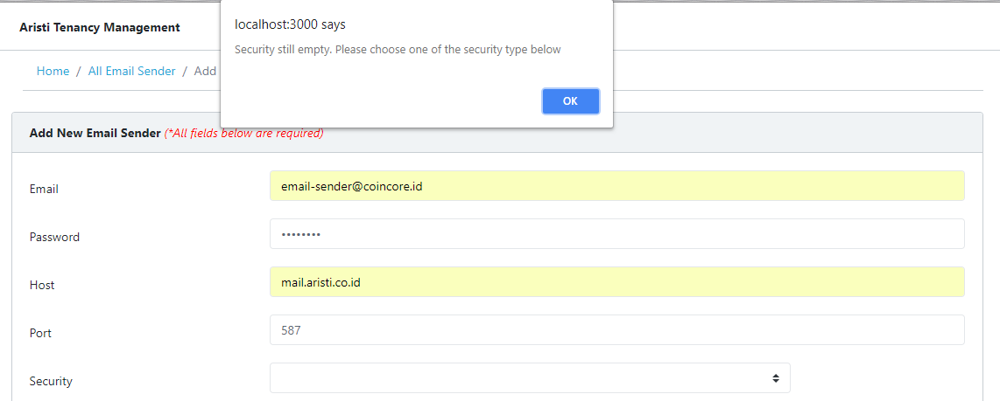 localhost:3000 says
Security still empty. Please choose one of the security type below
OK
Aristi Tenancy Management
Home / All Email Sender / Add
Add New Email Sender (*All fields below are required)
Email email-sender@coincore.id
Password ••••••••
Host mail.aristi.co.id
Port 587
Security